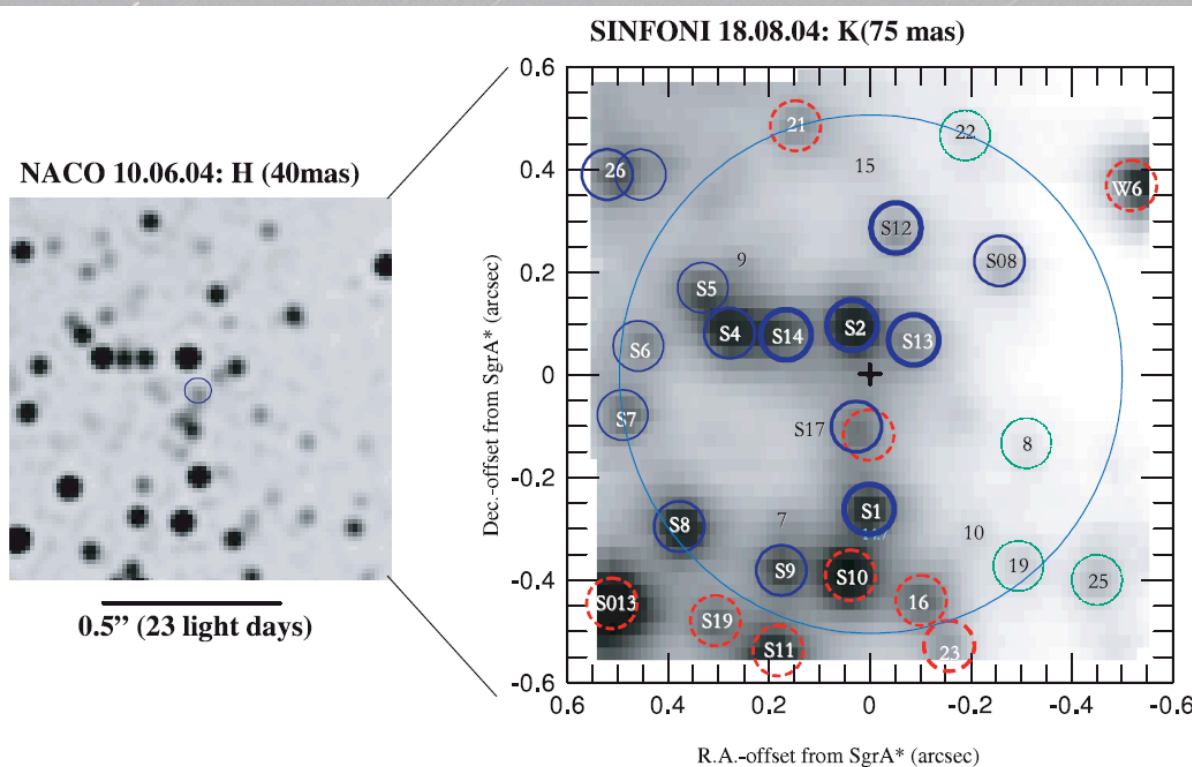 SINFONI 18.08.04: K(75 mas)
NACO 10.06.04: H (40mas)
0.5” (23 light days)
Dec.-offset from SgrA* (arcsec)
0.6
0.4
0.2
0
-0.2
-0.4
-0.6
21
22
15
26
W6
S12
S08
9
S5
S4
S14
S2
S13
S6
S7
S17
8
S1
S8
7
10
S9
S10
19
25
S013
S19
16
S11
23
0.6 0.4 0.2 0 -0.2 -0.4 -0.6
R.A.-offset from SgrA* (arcsec)